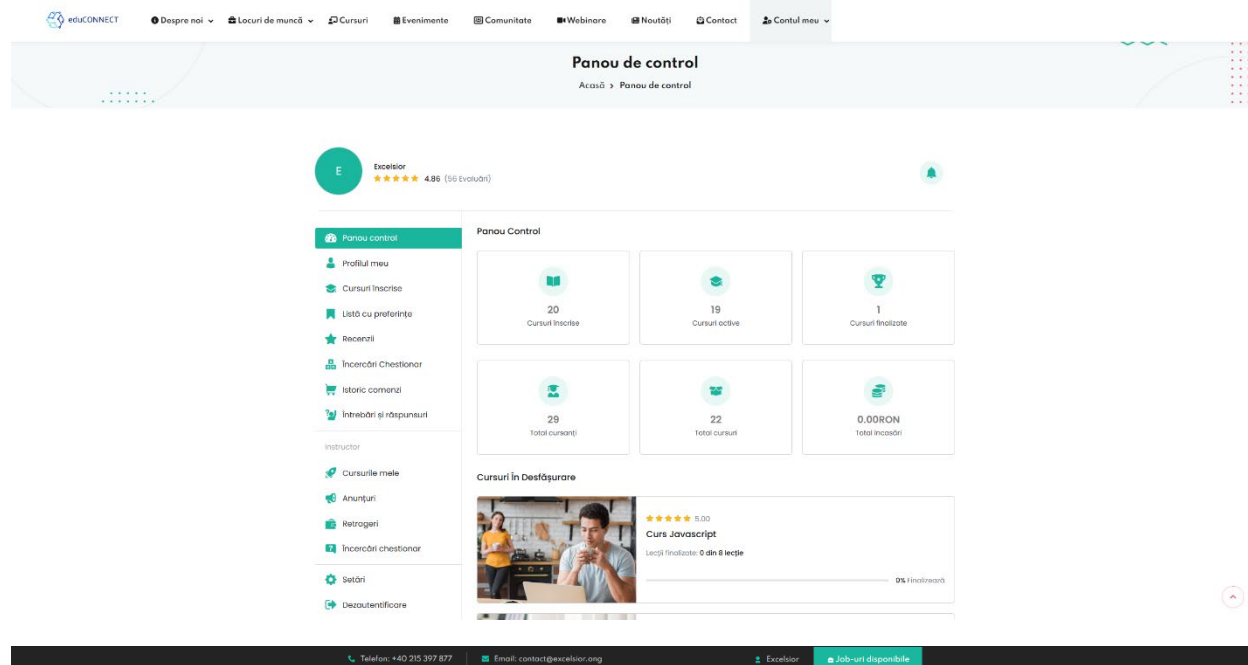 eduCONNECT
Despre noi
Locuri de muncă
Cursuri
Evenimente
Comunitate
Webinare
Noutăți
Contact
Contul meu
Panou de control
Acasă > Panou de control
E
Excelsior
4.86 (56 Evaluări)
Panou control
Profilul meu
Cursuri înscrise
Listă cu preferințe
Recenzii
Încercări Chestionar
Istoric comenzi
Întrebări și răspunsuri
Instructor
Cursurile mele
Anunțuri
Retrageri
Încercări chestionar
Setări
Dezautentificare
Panou Control
20
Cursuri înscrise
19
Cursuri active
1
Cursuri finalizate
29
Total cursanți
22
Total cursuri
0.00RON
Total încasări
Cursuri În Desfășurare
5.00
Curs Javascript
Lecții finalizate: 0 din 8 lecție
0% Finalizează
Telefon: +40 215 397 877
Email: contact@excelsior.ong
Excelsior
Job-uri disponibile